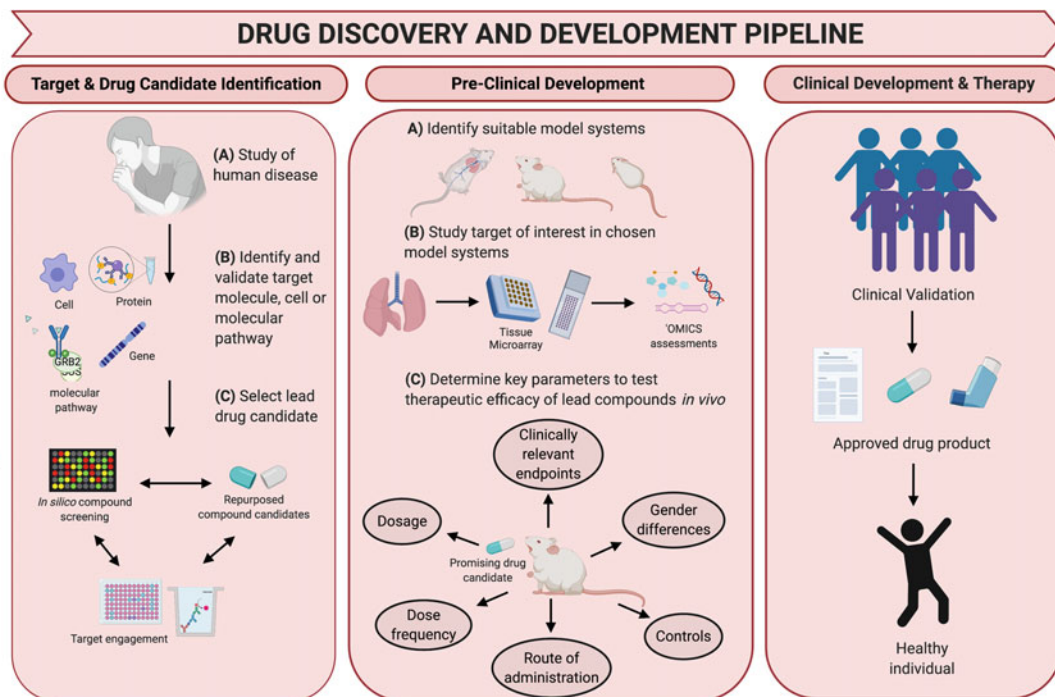 DRUG DISCOVERY AND DEVELOPMENT PIPELINE
Target & Drug Candidate Identification
(A) Study of
human disease
Cell
Protein
(B) Identify and
validate target
molecule, cell or
molecular
pathway
GRB2
SOS
Gene
molecular
pathway
(C) Select lead
drug candidate
In silico compound
screening
Repurposed
compound candidates
Target engagement
Pre-Clinical Development
A) Identify suitable model systems
(B) Study target of interest in chosen
model systems
Tissue
Microarray
'OMICS
assessments
(C) Determine key parameters to test
therapeutic efficacy of lead compounds in vivo
Clinically
relevant
endpoints
Dosage
Gender
differences
Promising drug
candidate
Dose
frequency
Controls
Route of
administration
Clinical Development & Therapy
Clinical Validation
Approved drug product
Healthy
individual